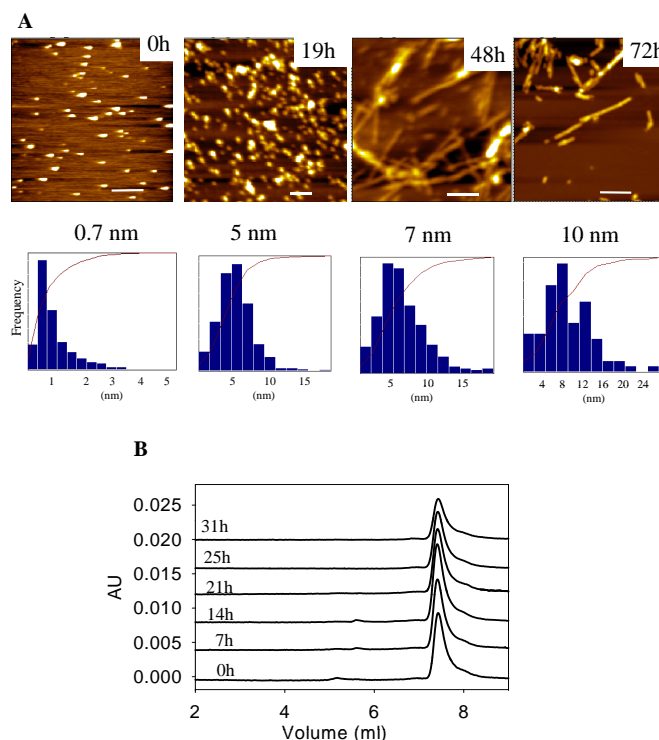 A
0h 19h 48h 72h
0.7 nm 5 nm 7 nm 10 nm
Frequency
1 2 3 4 5 5 10 15 5 10 15 4 8 12 16 20 24
(nm) (nm) (nm) (nm)
B
0.025
0.020
0.015
0.010
0.005
0.000
AU
31h
25h
21h
14h
7h
0h
2 4 6 8
Volume (ml)